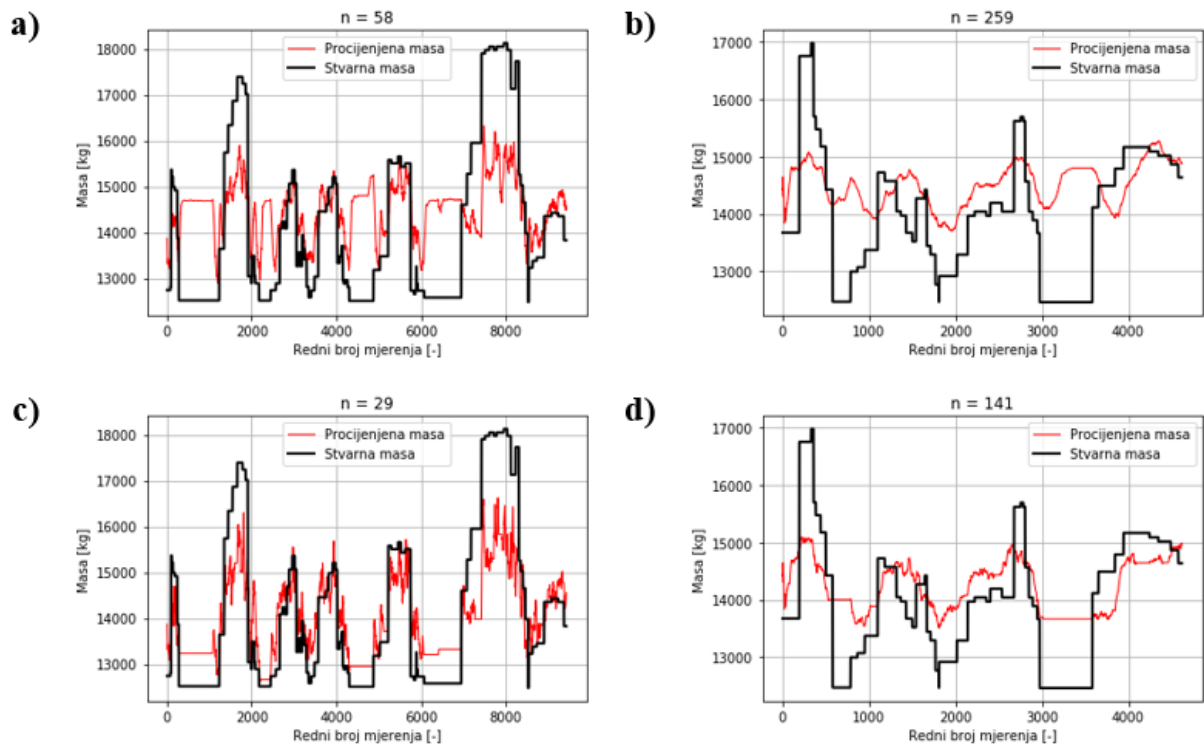 a)
n = 58
Masa [kg]
18000
17000
16000
15000
14000
13000
Procijenjena masa
Stvarna masa
0
2000
4000
6000
8000
Redni broj mjerenja [-]
b)
n = 259
Masa [kg]
17000
16000
15000
14000
13000
Procijenjena masa
Stvarna masa
0
1000
2000
3000
4000
Redni broj mjerenja [-]
c)
n = 29
Masa [kg]
18000
17000
16000
15000
14000
13000
Procijenjena masa
Stvarna masa
0
2000
4000
6000
8000
Redni broj mjerenja [-]
d)
n = 141
Masa [kg]
17000
16000
15000
14000
13000
Procijenjena masa
Stvarna masa
0
1000
2000
3000
4000
Redni broj mjerenja [-]